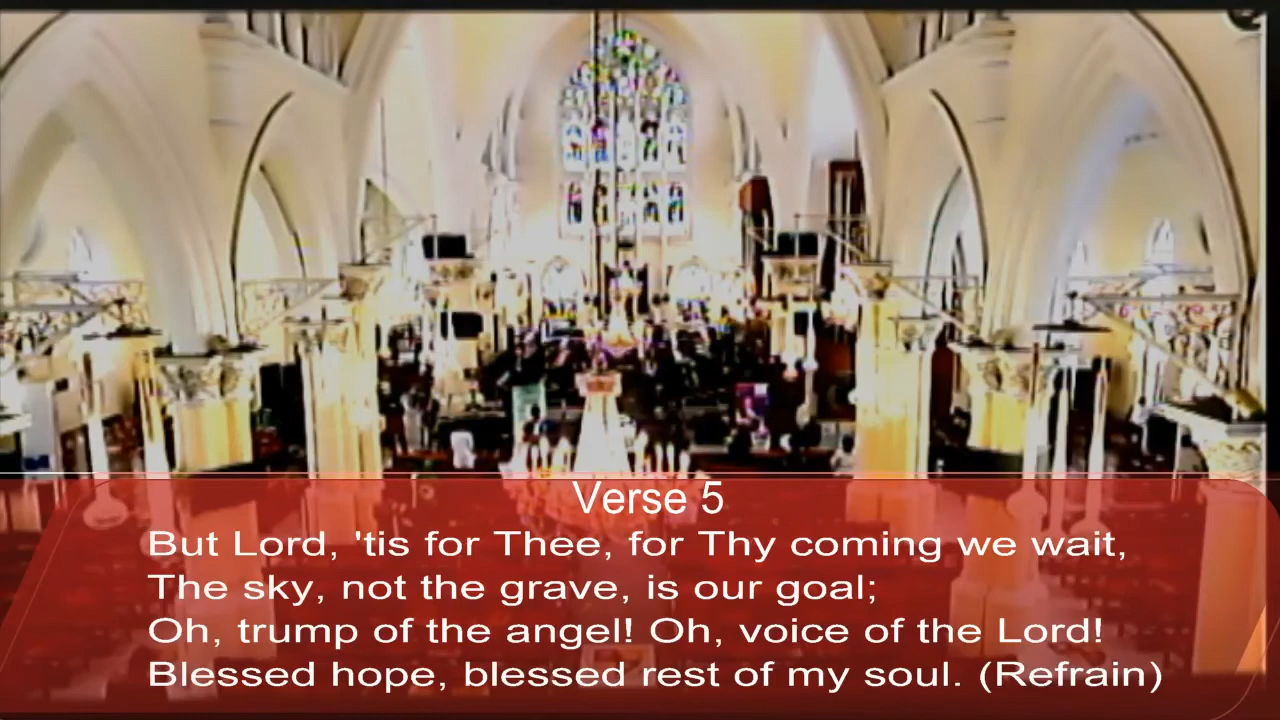 Verse 5
But Lord, 'tis for Thee, for Thy coming we wait,
The sky, not the grave, is our goal;
Oh, trump of the angel! Oh, voice of the Lord!
Blessed hope, blessed rest of my soul. (Refrain)